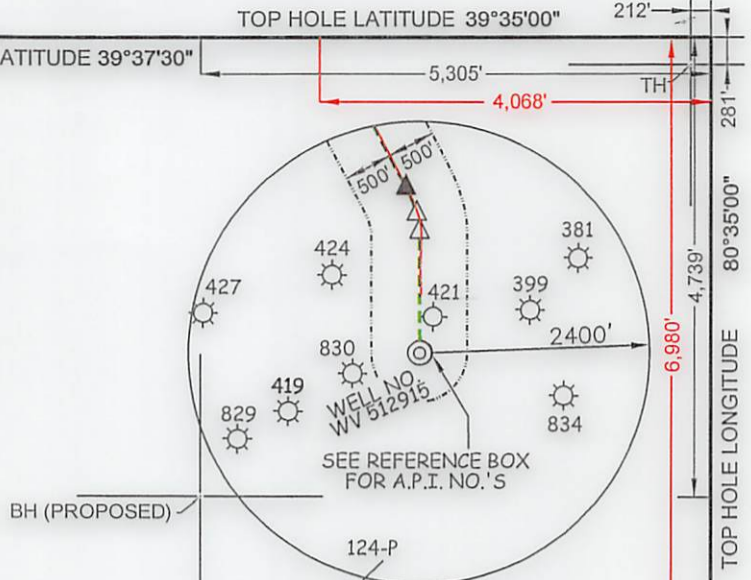 TOP HOLE LATITUDE 39°35'00"
212'
ATITUDE 39°37'30"
5,305'
TH
4,068'
281'
80°35'00"
500'
500'
381
424
427
421
399
4,739'
6,980'
2400'
830
WELL NO.
WV 512915
419
829
834
SEE REFERENCE BOX
FOR A.P.I. NO.'S
BH (PROPOSED)
TOP HOLE LONGITUDE
124-P